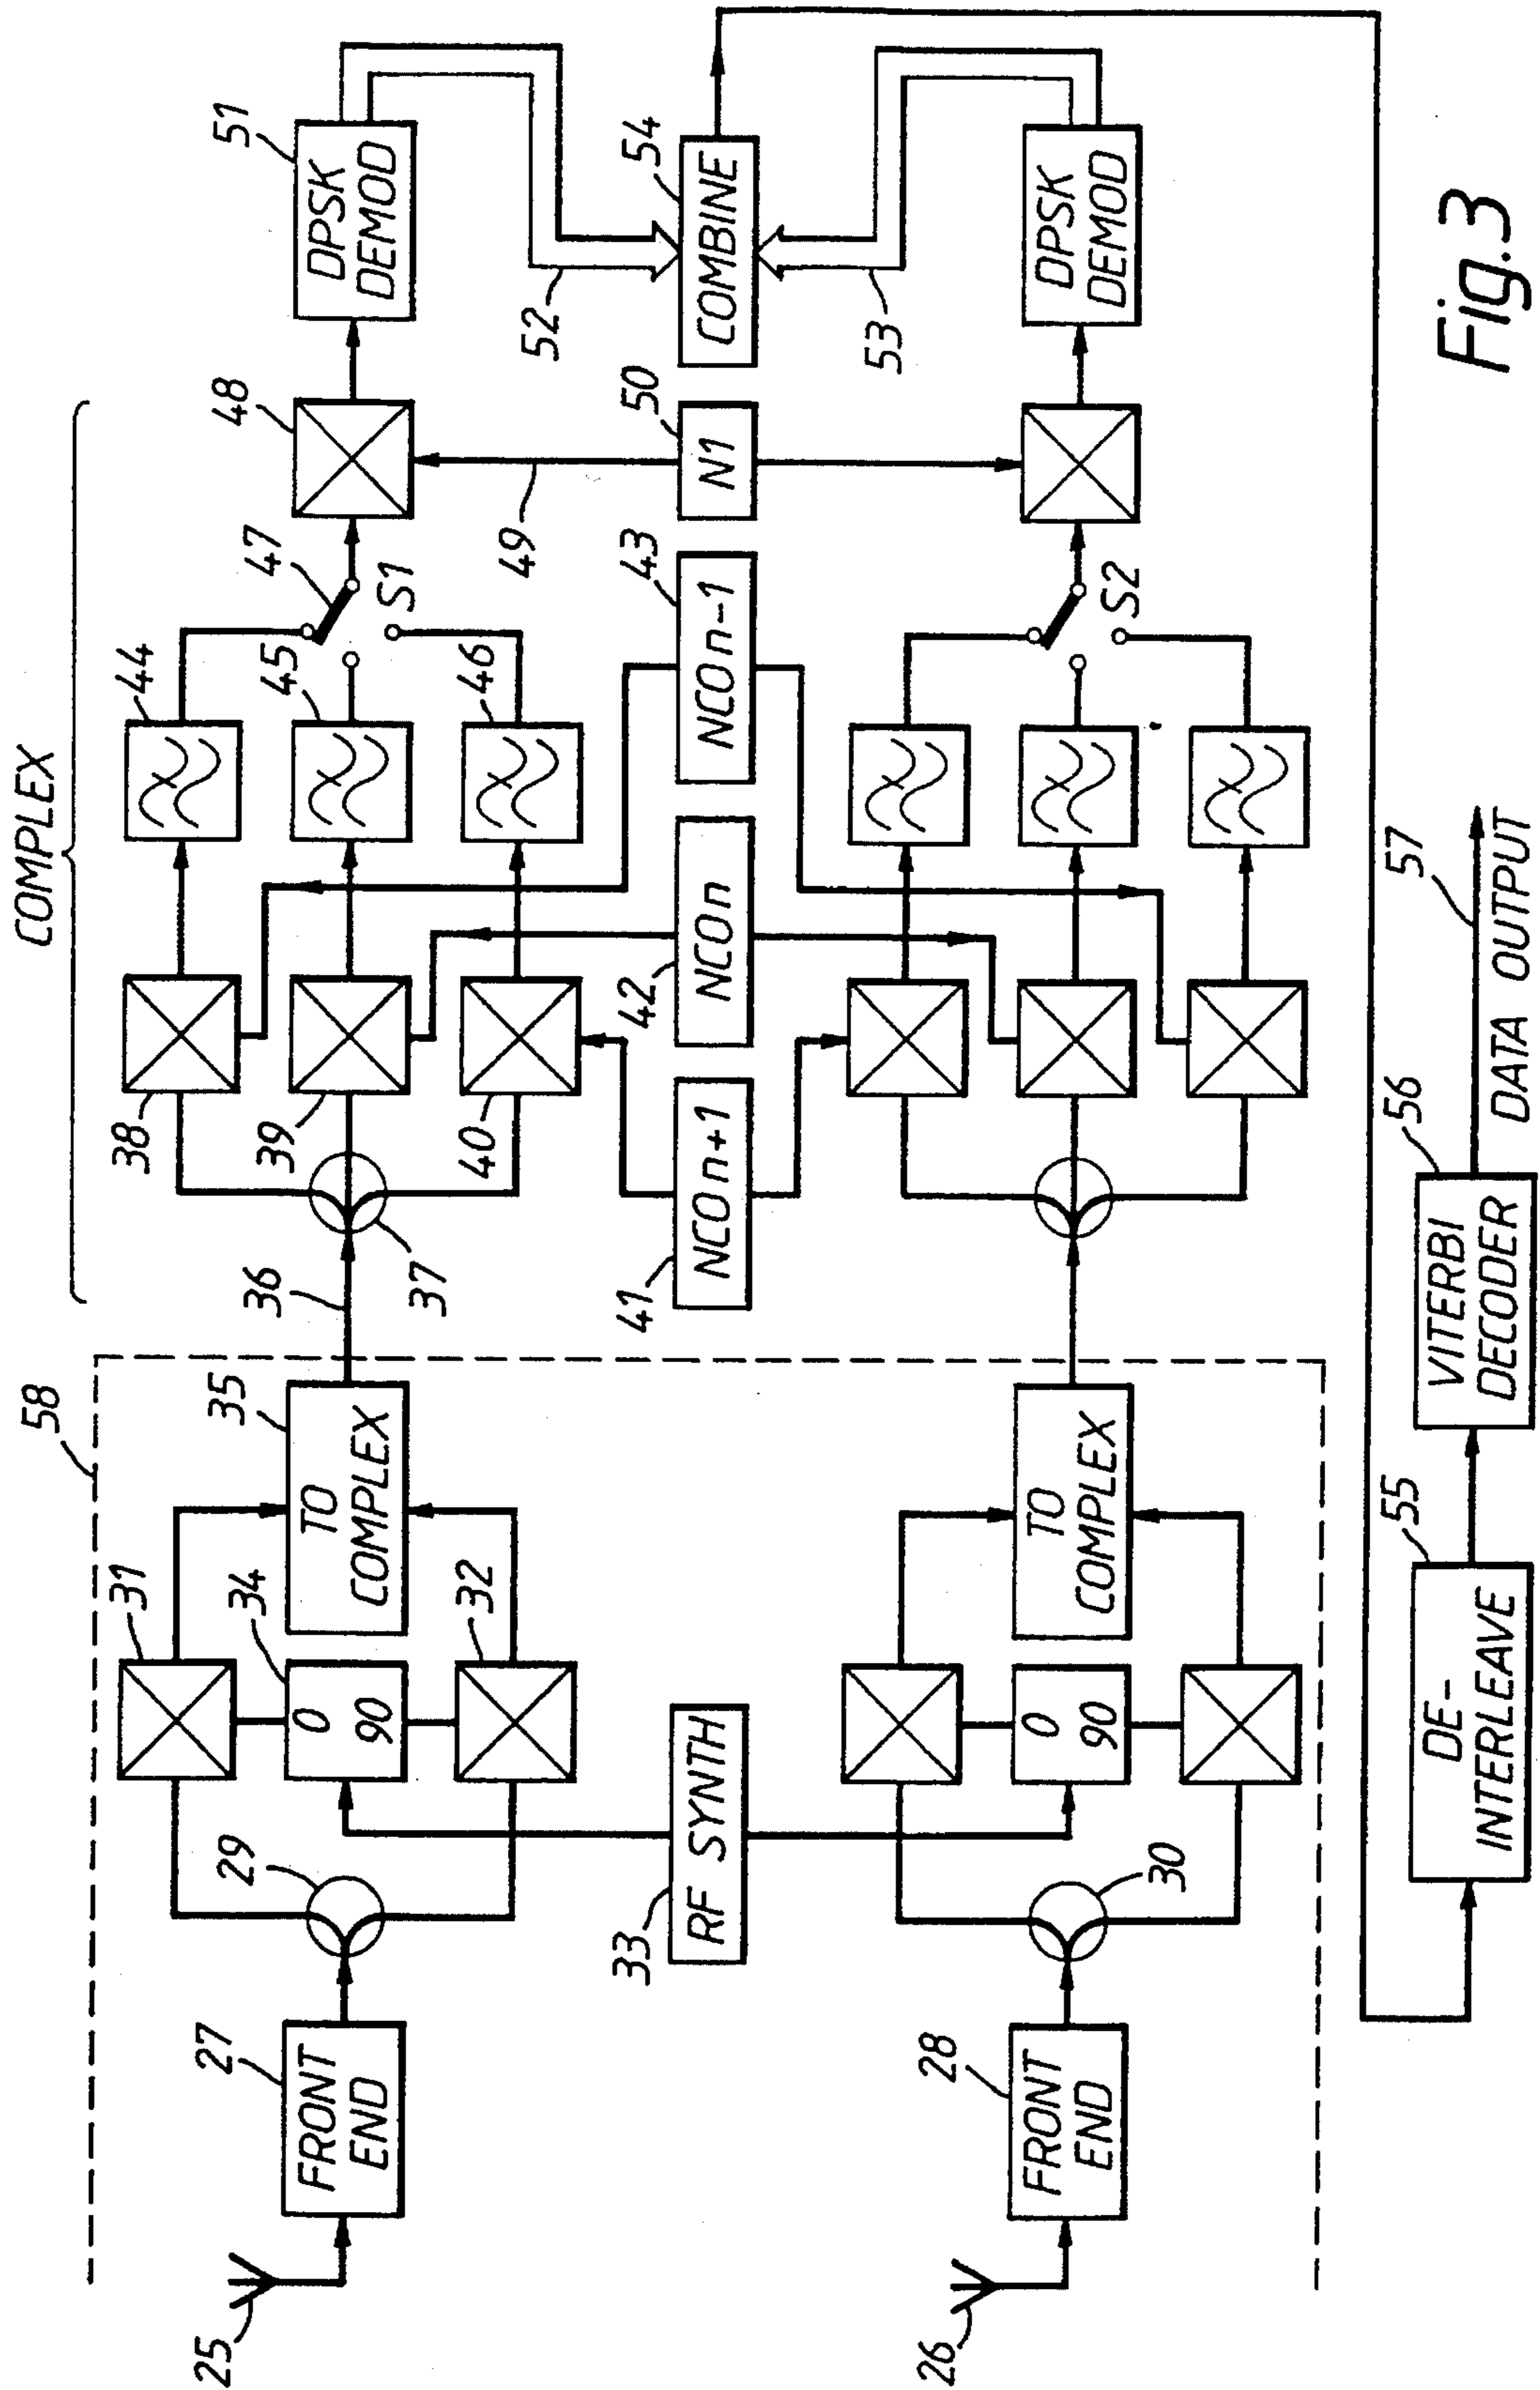 COMPLEX
58
25
27
FRONT
END
29
31
34
0
90
32
35
TO
COMPLEX
36
37
38
39
40
44
45
46
47
S1
48
49
51
DPSK
DEMOD
52
33
RF SYNTH
41
NCO n+1
42
NCO n
43
NCO n-1
50
N1
54
COMBINE
53
26
28
FRONT
END
30
0
90
TO
COMPLEX
S2
DPSK
DEMOD
55
DE-
INTERLEAVE
56
VITERBI
DECODER
57
DATA OUTPUT
Fig.3